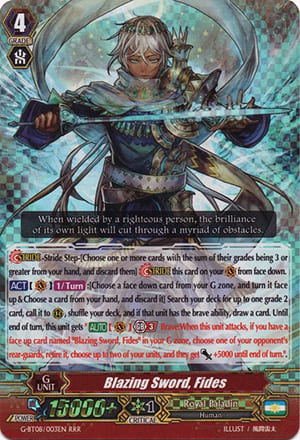 4
GRADE
When wielded by a righteous person, the brilliance
of its own light will cut through a myriad of obstacles.
STRIDE -Stride Step-[Choose one or more cards with the sum of their grades being 3 or
greater from your hand, and discard them] STRIDE this card on your from face down.
ACT 1/Turn :[Choose a face down card from your G zone, and turn it face
up & Choose a card from your hand, and discard it] Search your deck for up to one grade 2
card, call it to , shuffle your deck, and if that unit has the brave ability draw a card. Until
end of turn, this unit gets "AUTO 3 Brave:When this unit attacks, if you have a
face up card named "Blazing Sword, Fides" in your G zone, choose one of your opponent's
rear-guards, retire it, choose up to two of your units, and they get +5000 until end of turn.".
G
UNIT
Blazing Sword, Fides
POWER
15000+
1
Royal Paladin
Human
G-BT08/003EN RRR
ILLUST